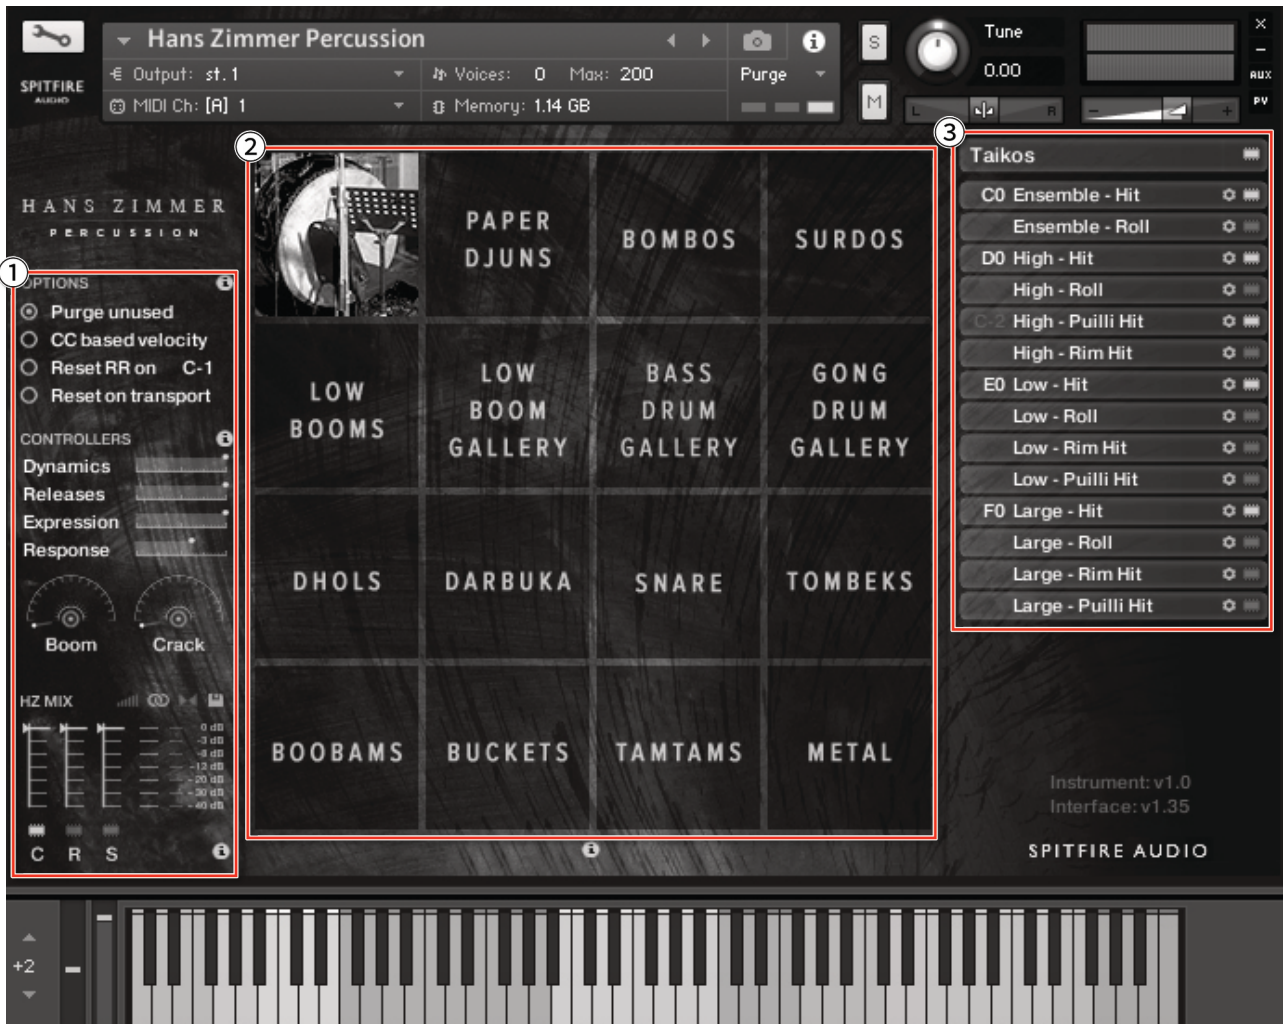 Hans Zimmer Percussion
S
Tune
0.00
SPITFIRE
AUDIO
Output: st. 1
Voices: 0 Max: 200
Purge
MIDI Ch: [A] 1
Memory: 1.14 GB
M
L
R
-
+
×
-
AUX
PV
HANS ZIMMER
PERCUSSION
1
OPTIONS
Purge unused
CC based velocity
Reset RR on C-1
Reset on transport
CONTROLLERS
Dynamics
Releases
Expression
Response
Boom
Crack
HZ MIX
0 dB
-3 dB
-12 dB
-20 dB
-30 dB
-40 dB
C R S
2
PAPER
DJUNS
BOMBOS
SURDOS
LOW
BOOMS
LOW
BOOM
GALLERY
BASS
DRUM
GALLERY
GONG
DRUM
GALLERY
DHOLS
DARBUKA
SNARE
TOMBEKS
BOOBAMS
BUCKETS
TAMTAMS
METAL
3
Taikos
C0 Ensemble - Hit
Ensemble - Roll
D0 High - Hit
High - Roll
C-2 High - Puilli Hit
High - Rim Hit
E0 Low - Hit
Low - Roll
Low - Rim Hit
Low - Puilli Hit
F0 Large - Hit
Large - Roll
Large - Rim Hit
Large - Puilli Hit
Instrument: v1.0
Interface: v1.35
SPITFIRE AUDIO
+2